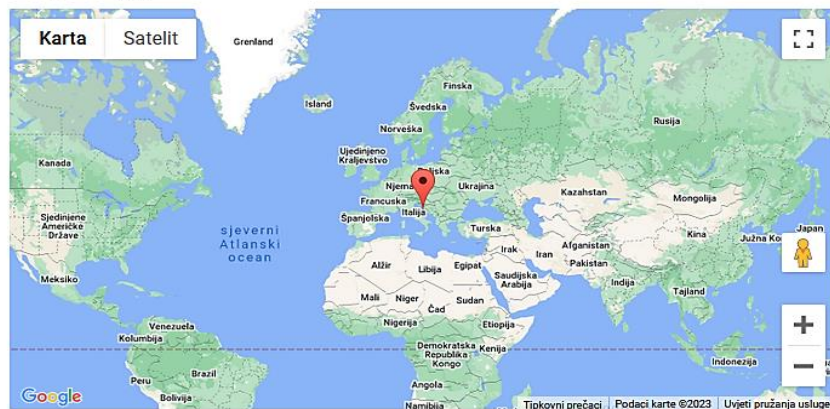 Karta
Satelit
Grenland
Island
Finska
Švedska
Norveška
Rusija
Kanada
Ujedinjeno
Kraljevstvo
Njema
Ukrajina
Kazahstan
Mongolija
Francuska
Italija
Španjolska
Turska
Sjedinjene
Američke
Države
sjeverni
Atlanski
ocean
Afganistan
Kina
Južna Ko
Japan
Irak
Iran
Pakistan
Alžir
Libija
Egipat
Saudijska
Arabija
Indija
Meksiko
Mali
Niger
Čad
Sudan
Tajland
Nigerija
Etiopija
Venezuela
Kolumbija
Demokratska
Republika
Kongo
Kenija
Indonezija
Peru
Brazil
Bolivija
Angola
Namibija
Google
Tipkovni prečaci
Podaci karte ©2023
Uvjeti pružanja usluge